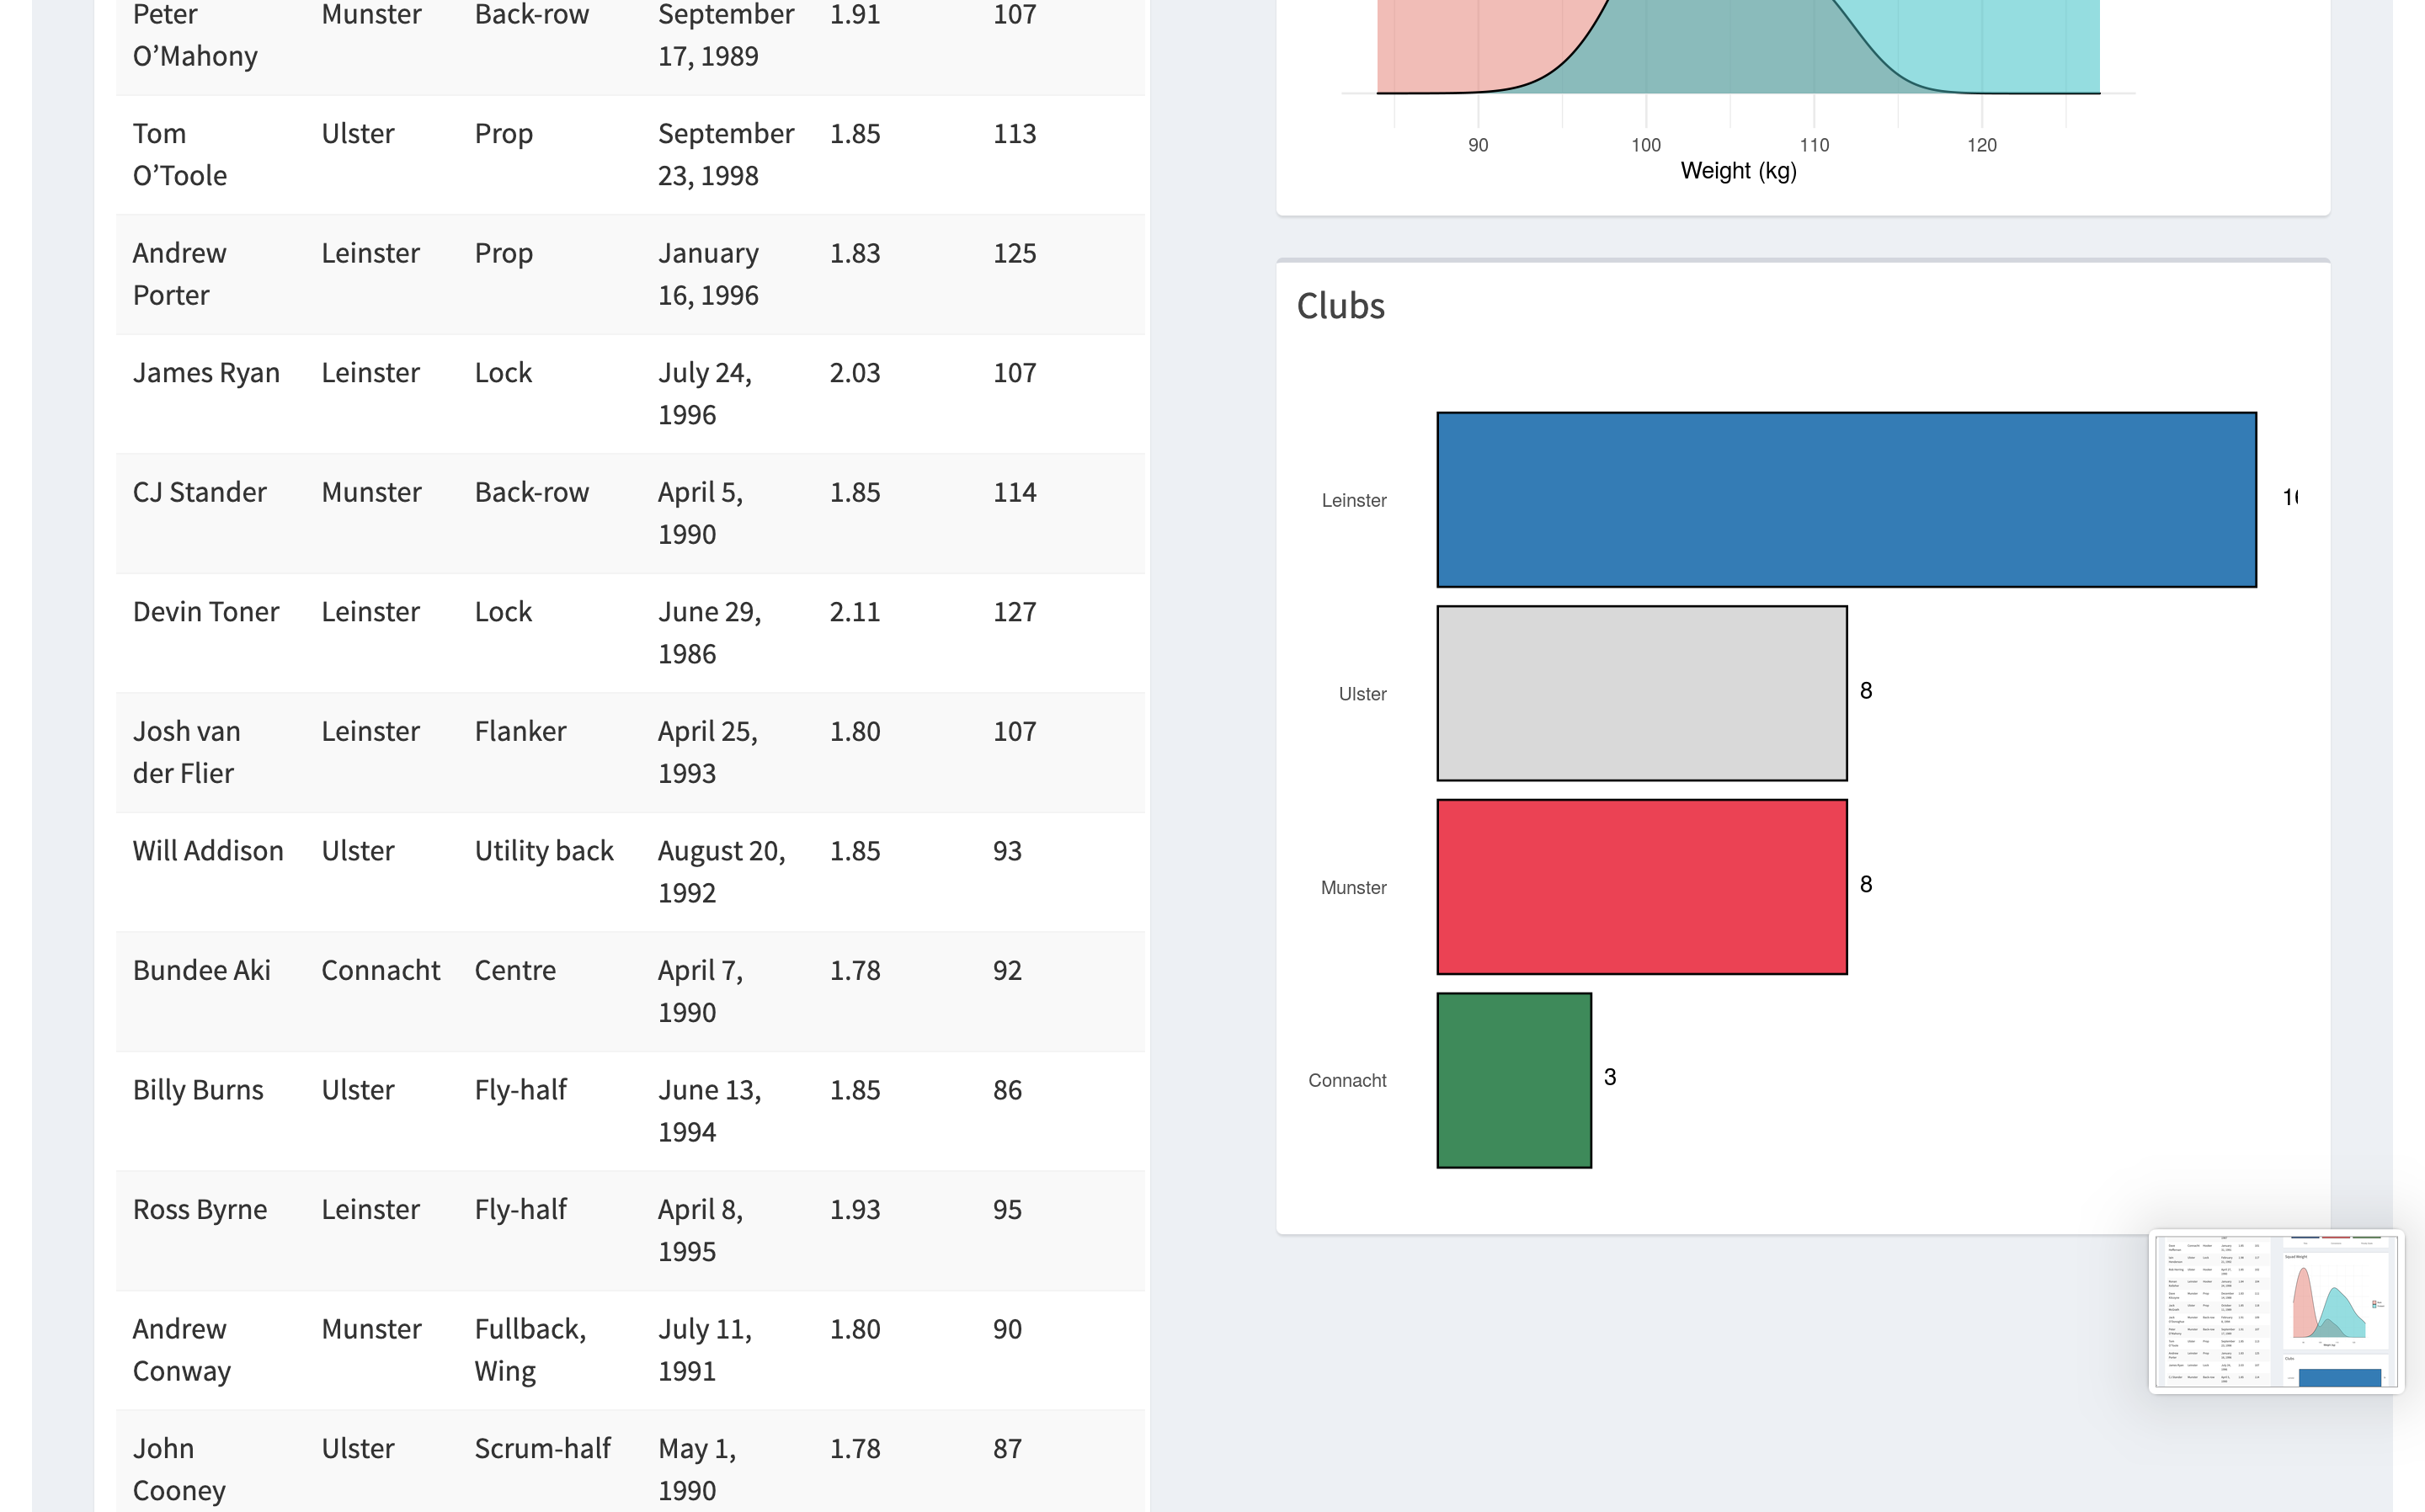 Peter Munster Back-row September 1.91 107
O’Mahony 17, 1989
Tom Ulster Prop September 1.85 113
O’Toole 23, 1998
Andrew Leinster Prop January 1.83 125
Porter 16, 1996
James Ryan Leinster Lock July 24, 2.03 107
1996
CJ Stander Munster Back-row April 5, 1.85 114
1990
Devin Toner Leinster Lock June 29, 2.11 127
1986
Josh van Leinster Flanker April 25, 1.80 107
der Flier 1993
Will Addison Ulster Utility back August 20, 1.85 93
1992
Bundee Aki Connacht Centre April 7, 1.78 92
1990
Billy Burns Ulster Fly-half June 13, 1.85 86
1994
Ross Byrne Leinster Fly-half April 8, 1.93 95
1995
Andrew Munster Fullback, July 11, 1.80 90
Conway Wing 1991
John Ulster Scrum-half May 1, 1.78 87
Cooney 1990
90 100 110 120
Weight (kg)
Clubs
Leinster
Ulster 8
Munster 8
Connacht 3